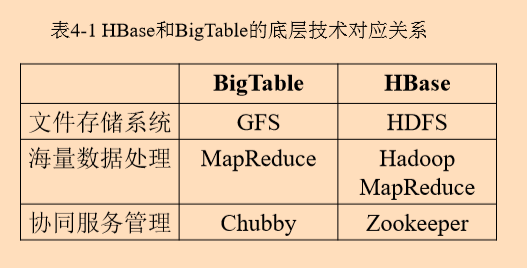 表4-1 HBase和BigTable的底层技术对应关系
BigTable HBase
文件存储系统 GFS HDFS
海量数据处理 MapReduce Hadoop
MapReduce
协同服务管理 Chubby Zookeeper